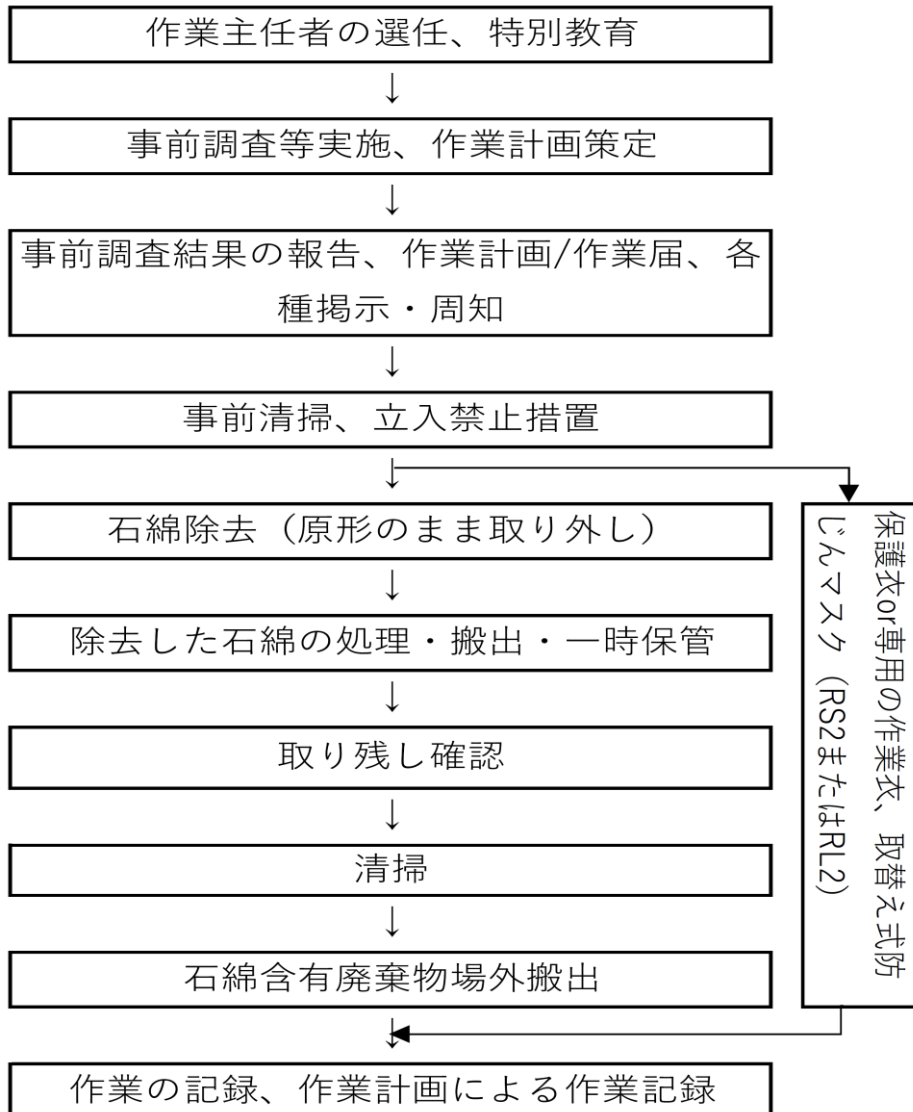 作業主任者の選任、特別教育
↓
事前調査等実施、作業計画策定
↓
事前調査結果の報告、作業計画/作業届、各
種掲示・周知
↓
事前清掃、立入禁止措置
↓
石綿除去（原形のまま取り外し）
↓
除去した石綿の処理・搬出・一時保管
↓
取り残し確認
↓
清掃
↓
石綿含有廃棄物場外搬出
↓
作業の記録、作業計画による作業記録
保護衣or専用の作業衣、取替え式防
じんマスク（RS2またはRL2）